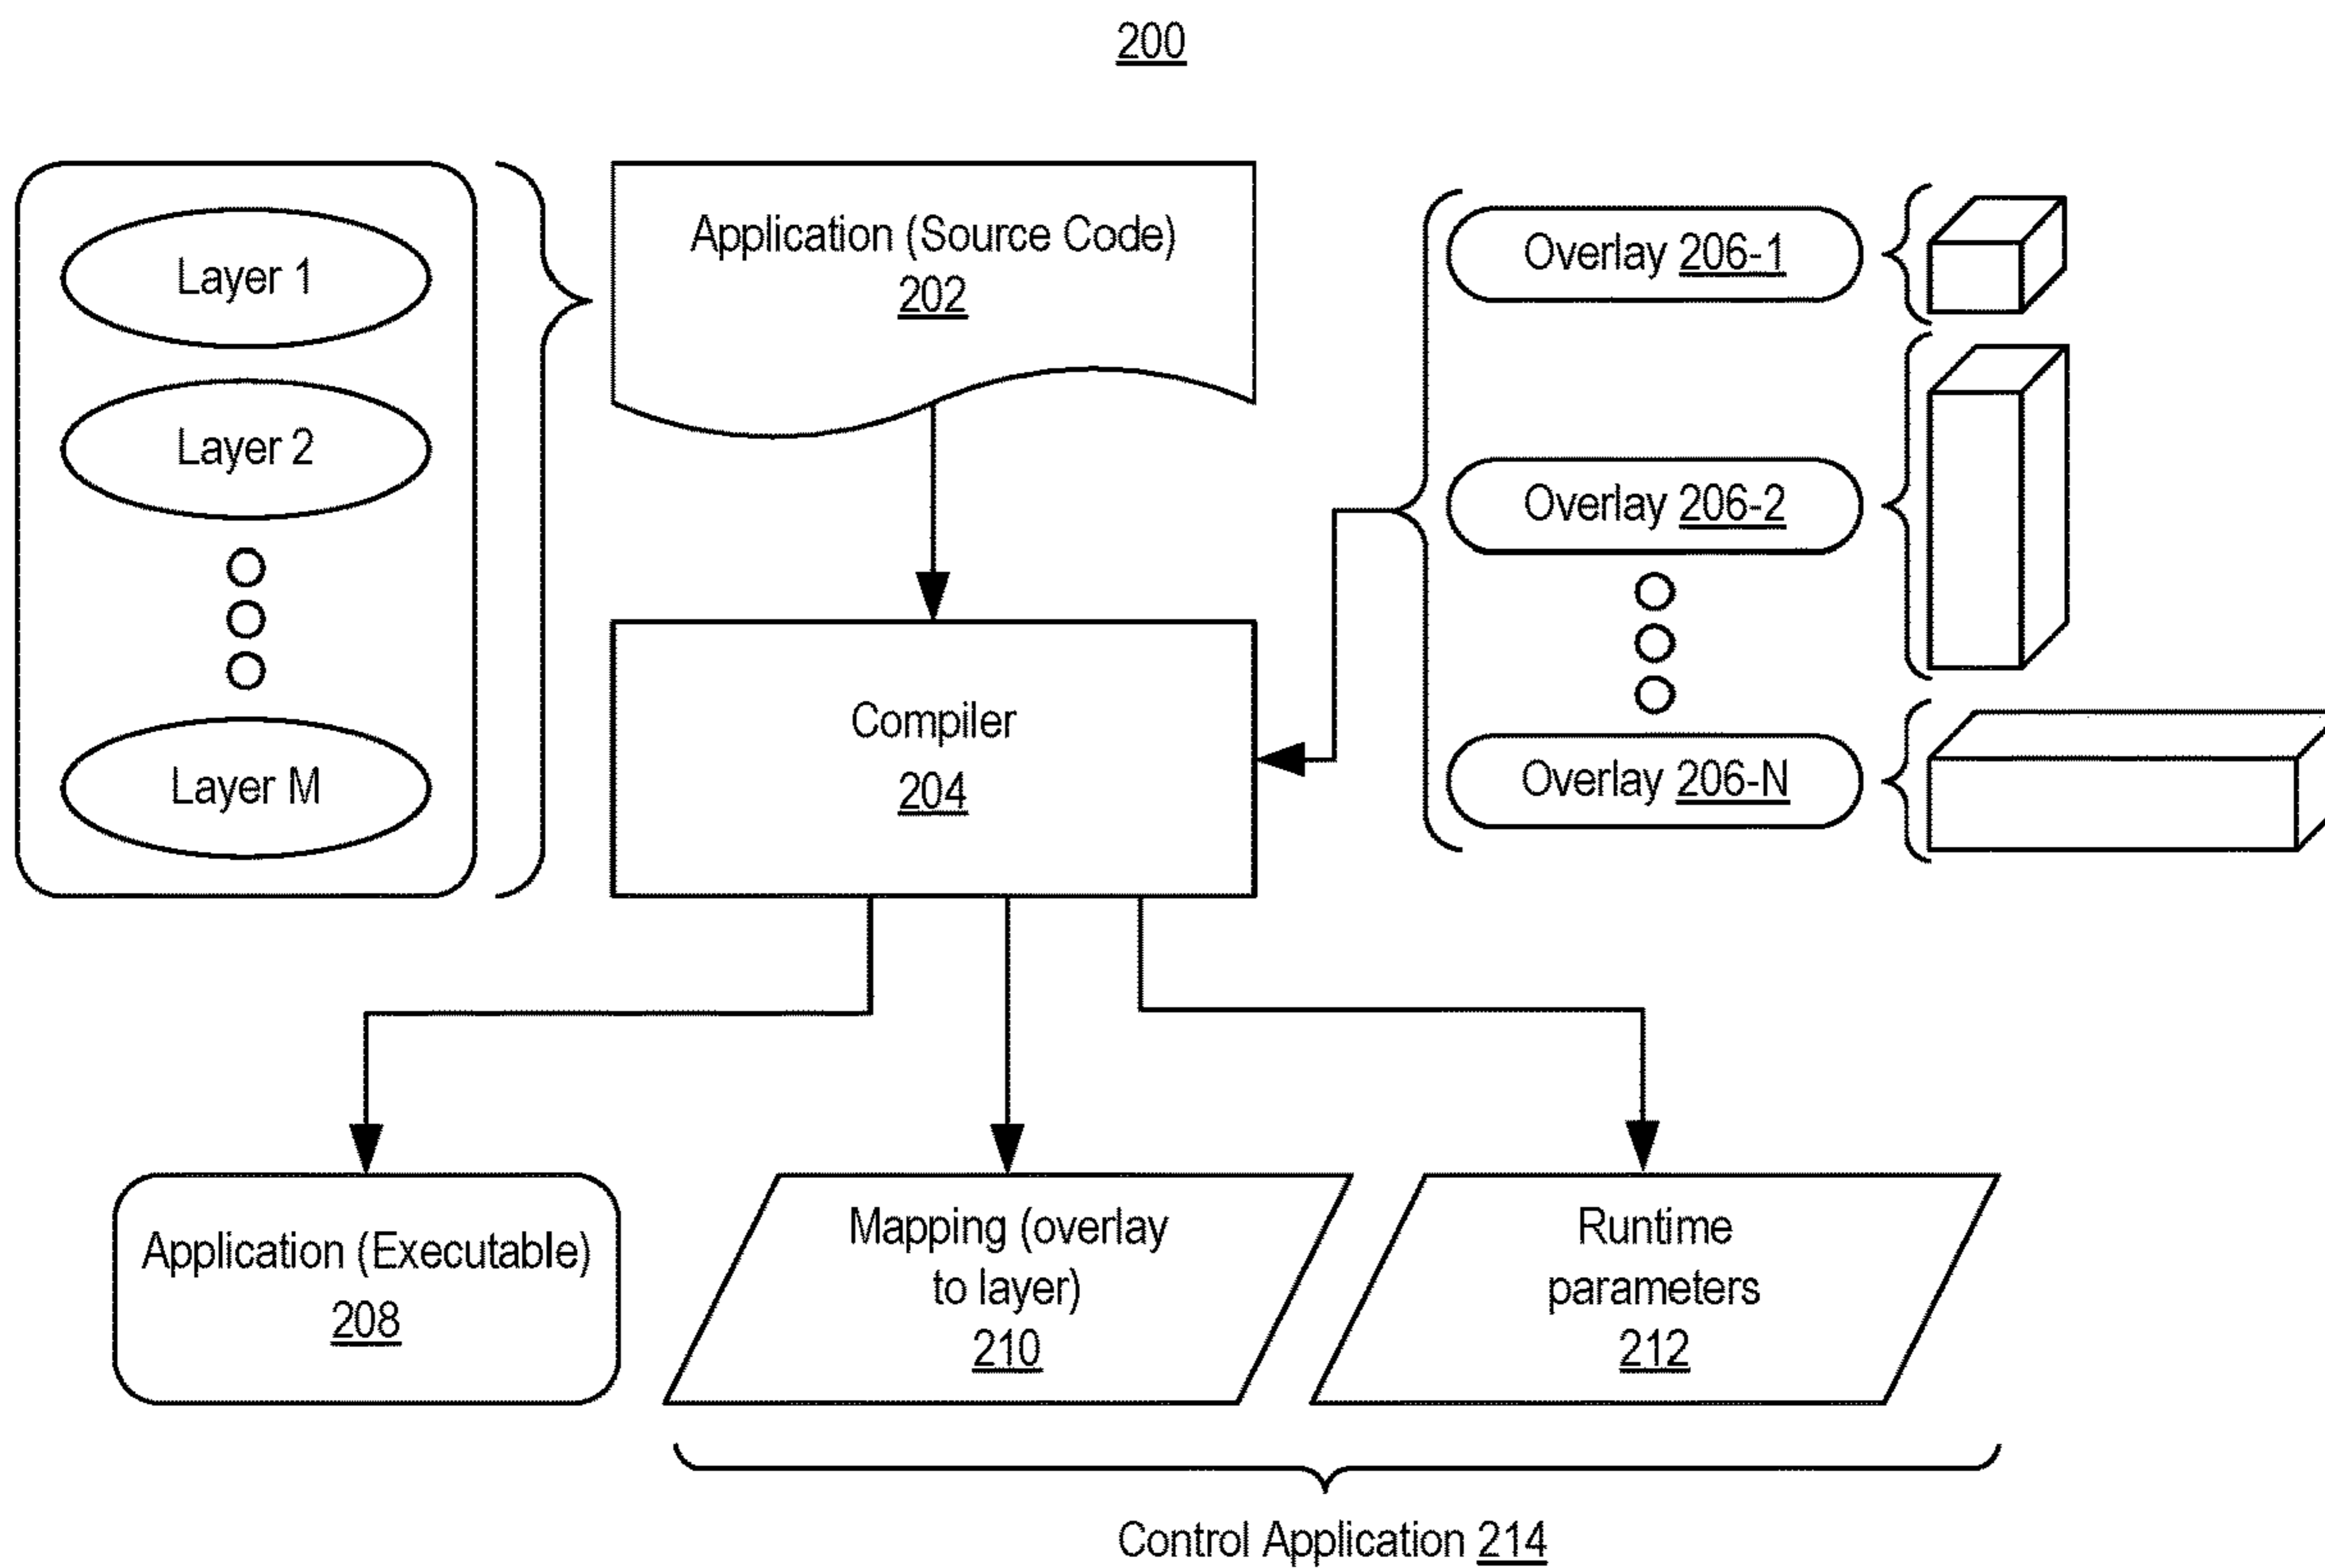 200
Layer 1
Layer 2
Layer M
Application (Source Code)
202
Compiler
204
Overlay 206-1
Overlay 206-2
Overlay 206-N
Application (Executable)
208
Mapping (overlay
to layer)
210
Runtime
parameters
212
Control Application 214